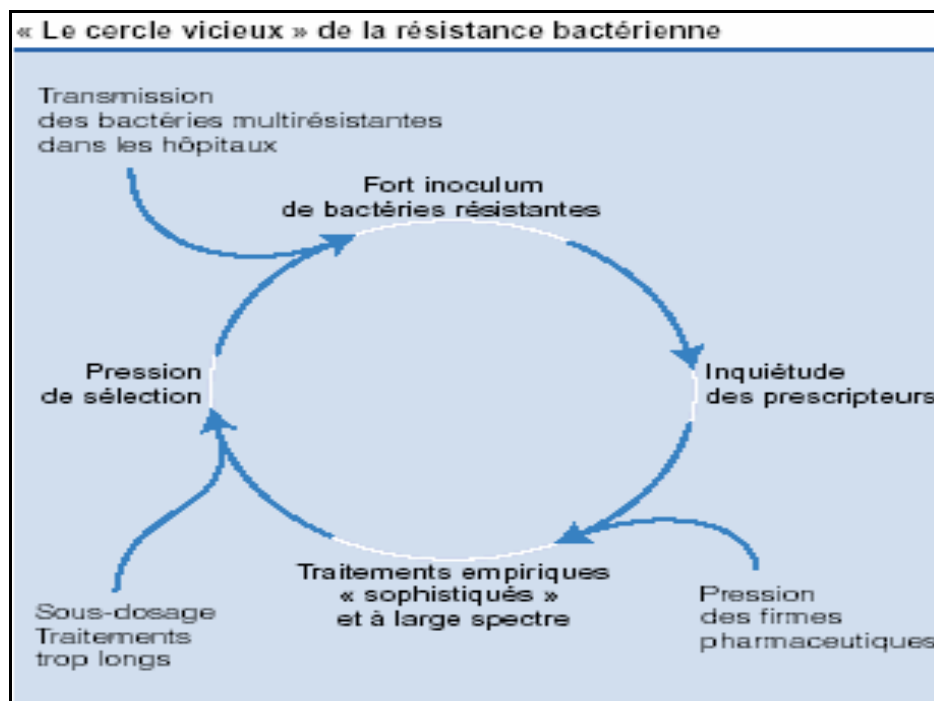 « Le cercle vicieux » de la résistance bactérienne
Transmission
des bactéries multirésistantes
dans les hôpitaux
Fort inoculum
de bactéries résistantes
Pression
de sélection
Inquiétude
des prescripteurs
Traitements empiriques
« sophistiqués »
et à large spectre
Sous-dosage
Traitements
trop longs
Pression
des firmes
pharmaceutiques